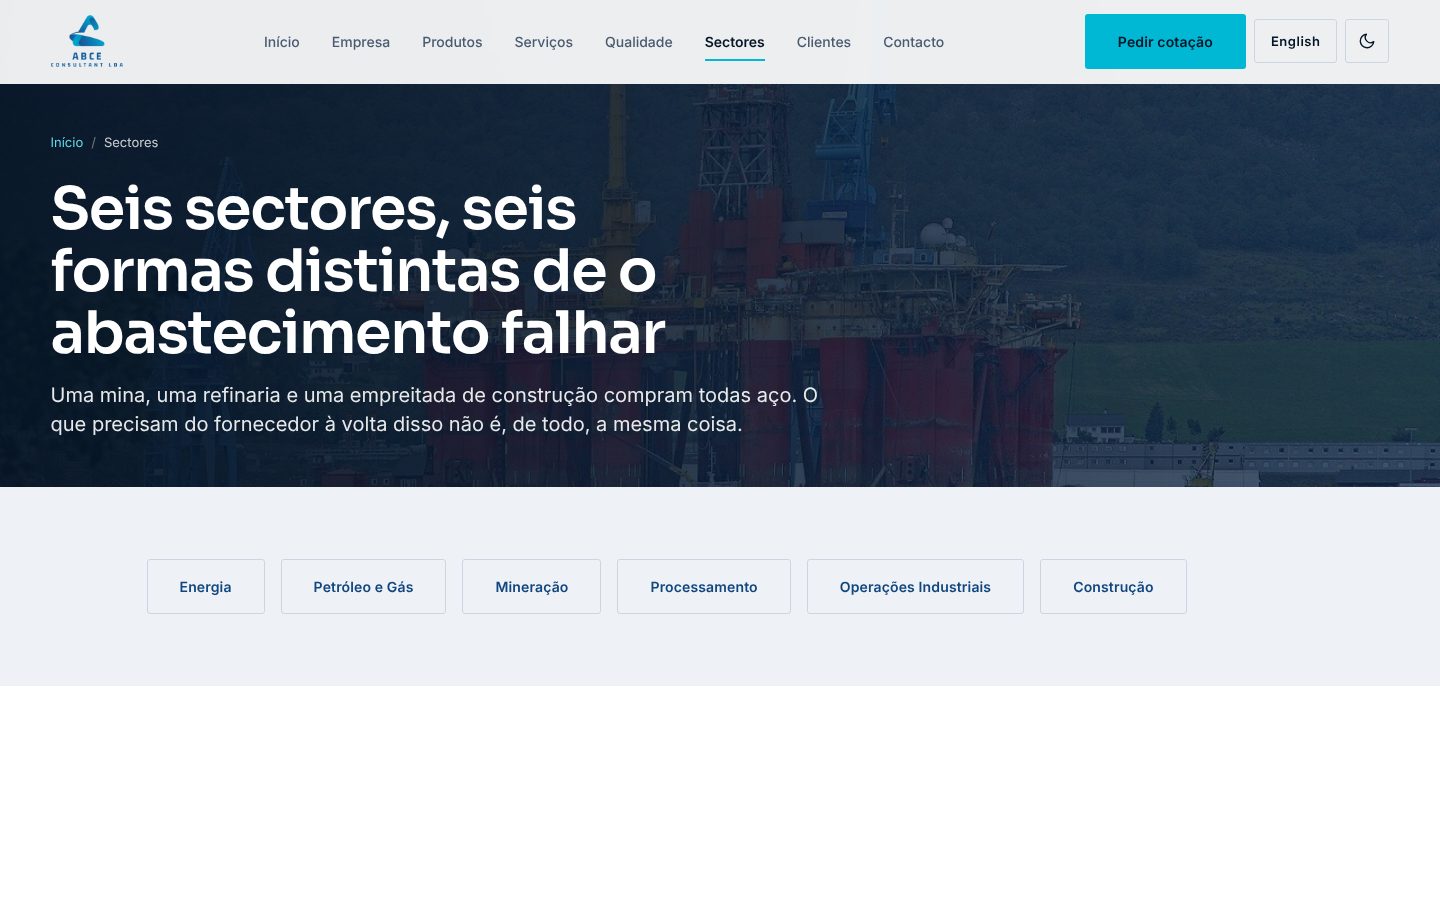 ABCE
CONSULTANT LDA
Início
Empresa
Produtos
Serviços
Qualidade
Sectores
Clientes
Contacto
Pedir cotação
English
Início / Sectores
Seis sectores, seis
formas distintas de o
abastecimento falhar
Uma mina, uma refinaria e uma empreitada de construção compram todas aço. O
que precisam do fornecedor à volta disso não é, de todo, a mesma coisa.
Energia
Petróleo e Gás
Mineração
Processamento
Operações Industriais
Construção